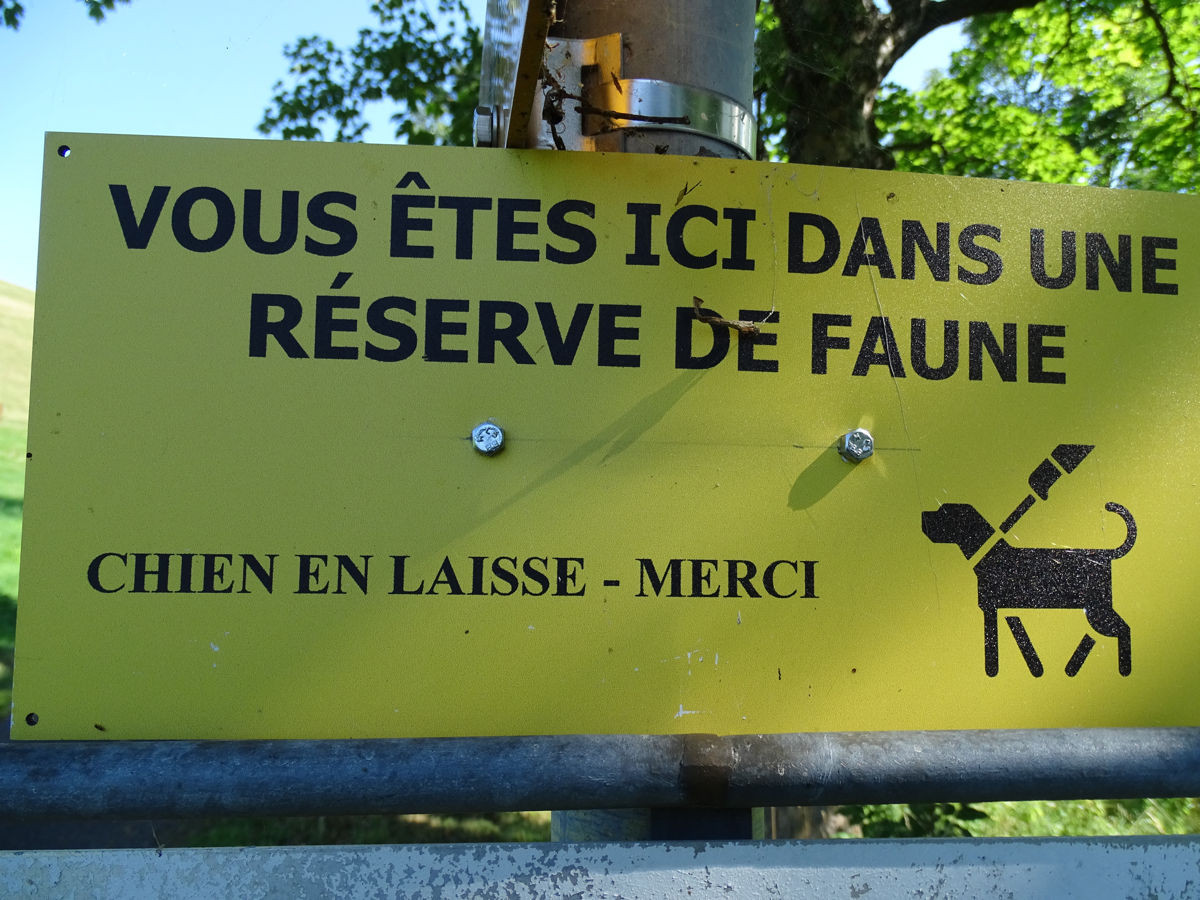 VOUS ÊTES ICI DANS UNE
RÉSERVE DE FAUNE
CHIEN EN LAISSE - MERCI